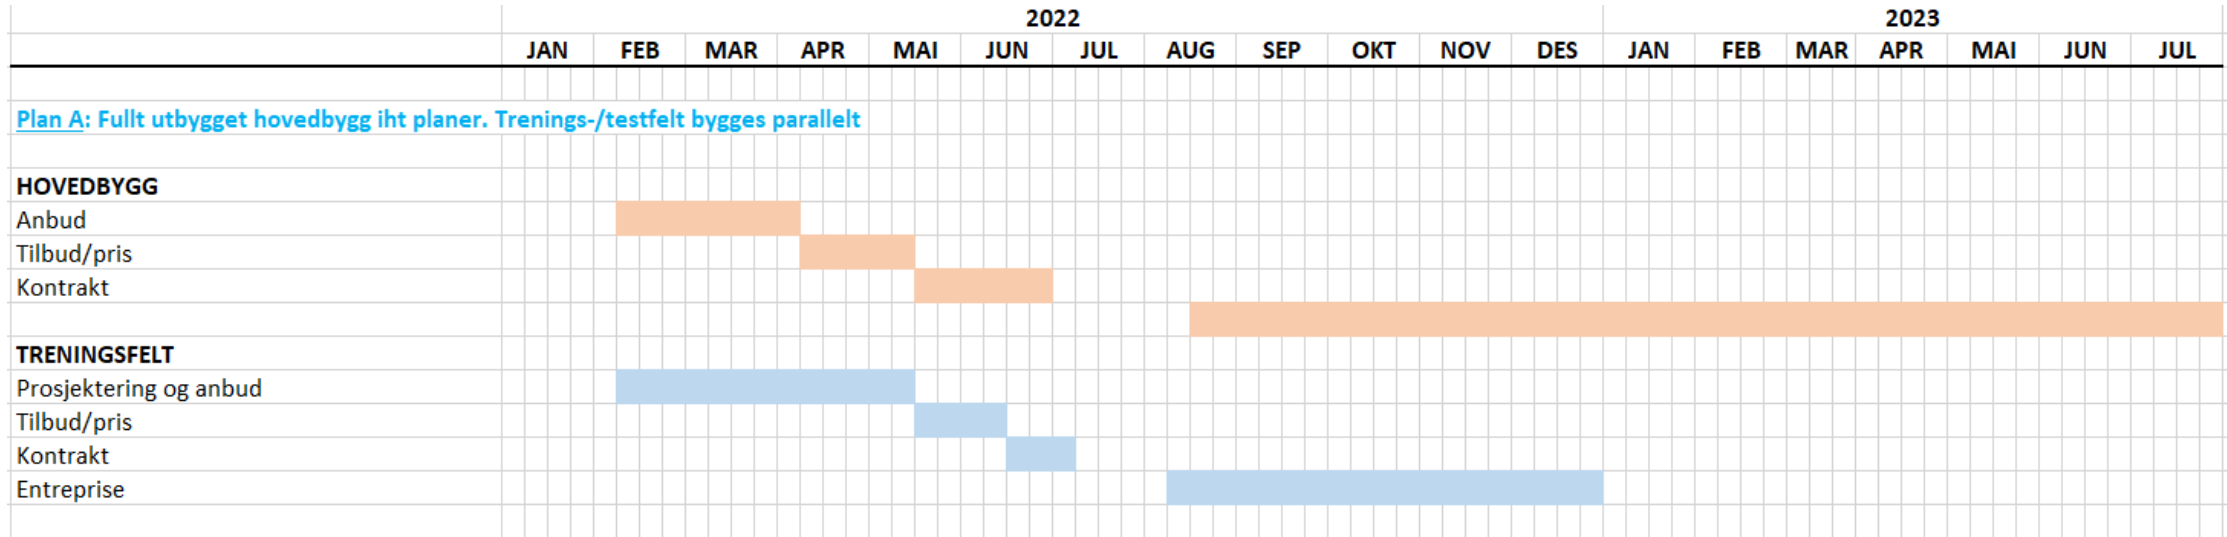 2022 2023
JAN FEB MAR APR MAI JUN JUL AUG SEP OKT NOV DES JAN FEB MAR APR MAI JUN JUL
Plan A: Fullt utbygget hovedbygg iht planer. Trenings-/testfelt bygges parallelt
HOVEDBYGG
Anbud
Tilbud/pris
Kontrakt
TRENINGSFELT
Prosjektering og anbud
Tilbud/pris
Kontrakt
Entreprise